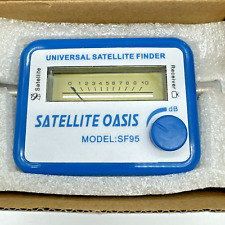 UNIVERSAL SATELLITE FINDER
Satellite
0 1 2 3 4 5 6 7 8 9 10
Receiver
dB
SATELLITE OASIS
MODEL:SF95